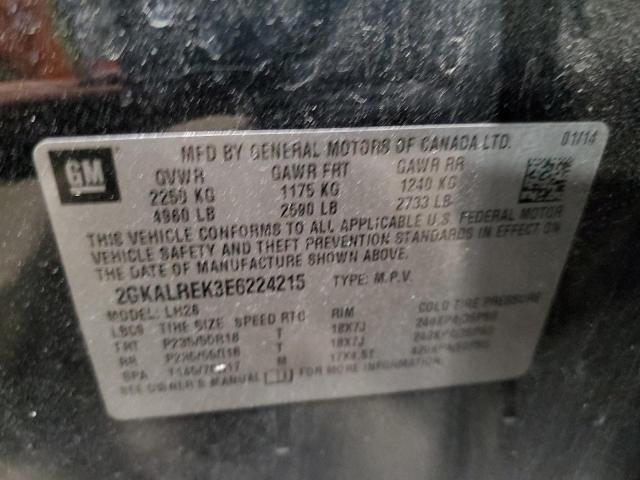 GM
MFD BY GENERAL MOTORS OF CANADA LTD. 01/14
GVWR GAWR FRT GAWR RR
2250 KG 1175 KG 1240 KG
4960 LB 2590 LB 2733 LB
THIS VEHICLE CONFORMS TO ALL APPLICABLE U.S. FEDERAL MOTOR
VEHICLE SAFETY AND THEFT PREVENTION STANDARDS IN EFFECT ON
THE DATE OF MANUFACTURE SHOWN ABOVE.
2GKALREK3E6224215 TYPE: M.P.V.
MODEL: LH26
TIRE SIZE SPEED RTG RIM COLD TIRE PRESSURE
FRT P235/55R18 T 18X7J
RR P235/55R18 T 18X7J
SPA M
SEE OWNER'S MANUAL FOR MORE INFORMATION.